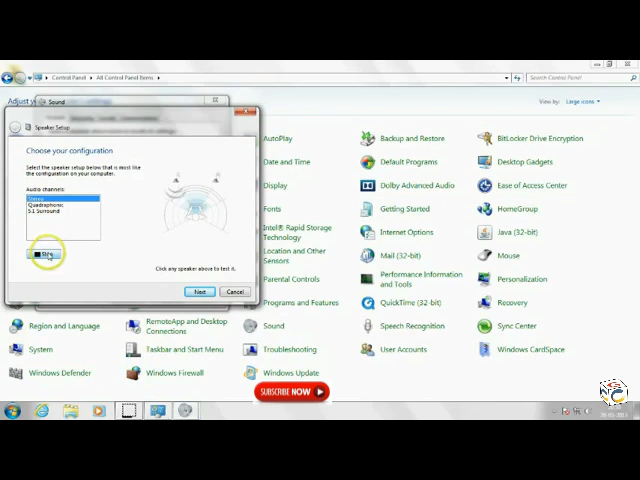 Control Panel
All Control Panel Items
Search Control Panel
Adjust
Sound
View by:
Large icons
Speaker Setup
Choose your configuration
Select the speaker setup below that is most like
the configuration on your computer.
Audio channels:
Stereo
Quadraphonic
5.1 Surround
Click any speaker above to test it.
Next
Cancel
AutoPlay
Backup and Restore
BitLocker Drive Encryption
Date and Time
Default Programs
Desktop Gadgets
Display
Dolby Advanced Audio
Ease of Access Center
Fonts
Getting Started
HomeGroup
Intel® Rapid Storage
Technology
Internet Options
Java (32-bit)
Location and Other
Sensors
Mail (32-bit)
Mouse
Parental Controls
Performance Information
and Tools
Personalization
Programs and Features
QuickTime (32-bit)
Recovery
Region and Language
RemoteApp and Desktop
Connections
Sound
Speech Recognition
Sync Center
System
Taskbar and Start Menu
Troubleshooting
User Accounts
Windows CardSpace
Windows Defender
Windows Firewall
Windows Update
SUBSCRIBE NOW